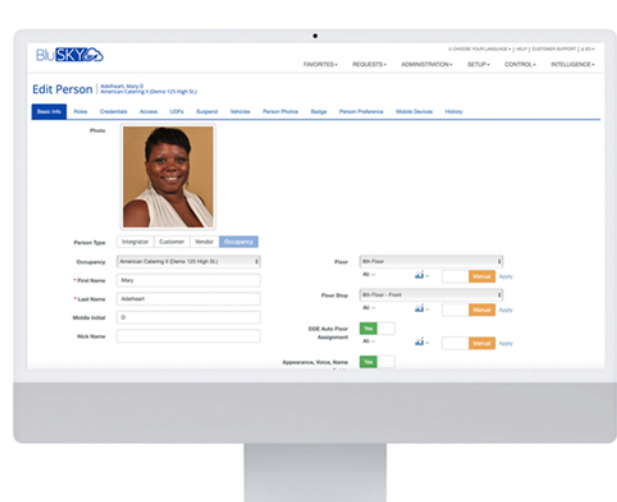 BluSKY
CHOOSE YOUR LANGUAGE | HELP | CUSTOMER SUPPORT |
FAVORITES REQUESTS ADMINISTRATION SETUP CONTROL INTELLIGENCE
Edit Person | Adelheart, Mary D
American Catering II (Demo 125 High St.)
Basic Info Roles Credentials Access UDFs Suspend Vehicles Person Photos Badge Person Preference Mobile Devices History
Photo
Person Type Integrator Customer Vendor Occupancy
Occupancy American Catering II (Demo 125 High St.) Floor 8th Floor
AI: -- -- Manual Apply
* First Name Mary
* Last Name Adelheart Floor Stop 8th Floor - Front
AI: -- -- Manual Apply
Middle Initial D
Nick Name DDE Auto Floor Assignment Yes
AI: -- -- Manual Apply
Appearance, Voice, Name Yes